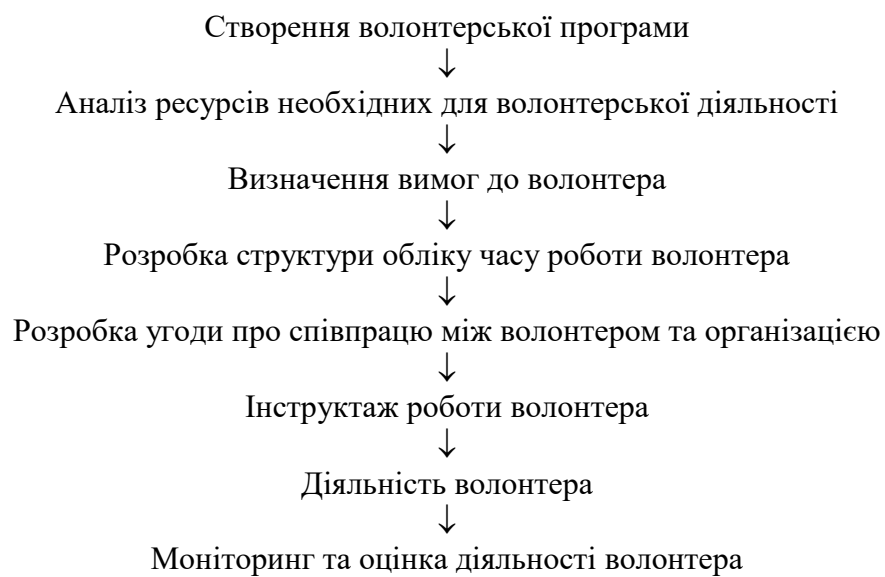 Створення волонтерської програми
↓
Аналіз ресурсів необхідних для волонтерської діяльності
↓
Визначення вимог до волонтера
↓
Розробка структури обліку часу роботи волонтера
↓
Розробка угоди про співпрацю між волонтером та організацією
↓
Інструктаж роботи волонтера
↓
Діяльність волонтера
↓
Моніторинг та оцінка діяльності волонтера